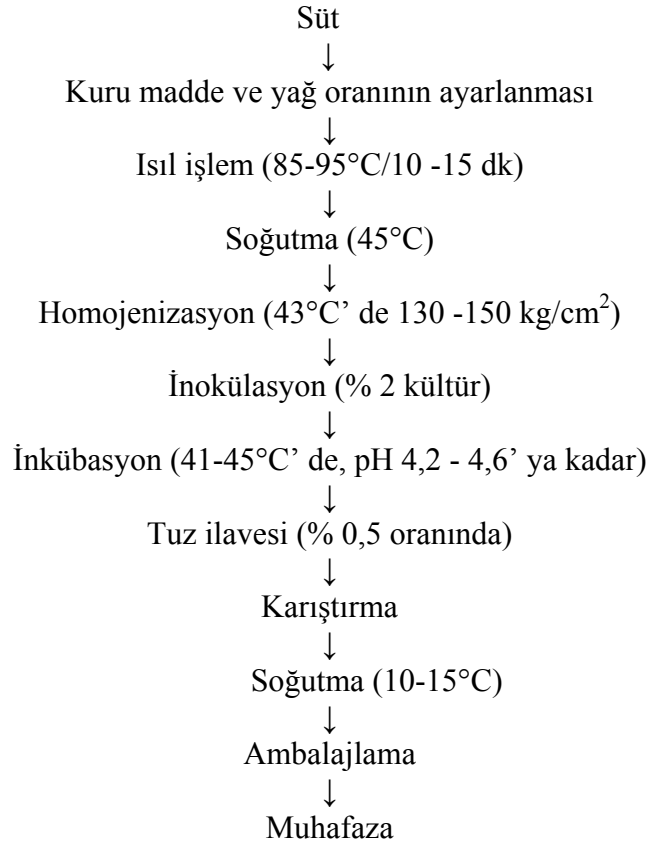 Süt
↓
Kuru madde ve yağ oranının ayarlanması
↓
Isıl işlem (85-95°C/10 -15 dk)
↓
Soğutma (45°C)
↓
Homojenizasyon (43°C’ de 130 -150 kg/cm²)
↓
İnokülasyon (% 2 kültür)
↓
İnkübasyon (41-45°C’ de, pH 4,2 - 4,6’ ya kadar)
↓
Tuz ilavesi (% 0,5 oranında)
↓
Karıştırma
↓
Soğutma (10-15°C)
↓
Ambalajlama
↓
Muhafaza